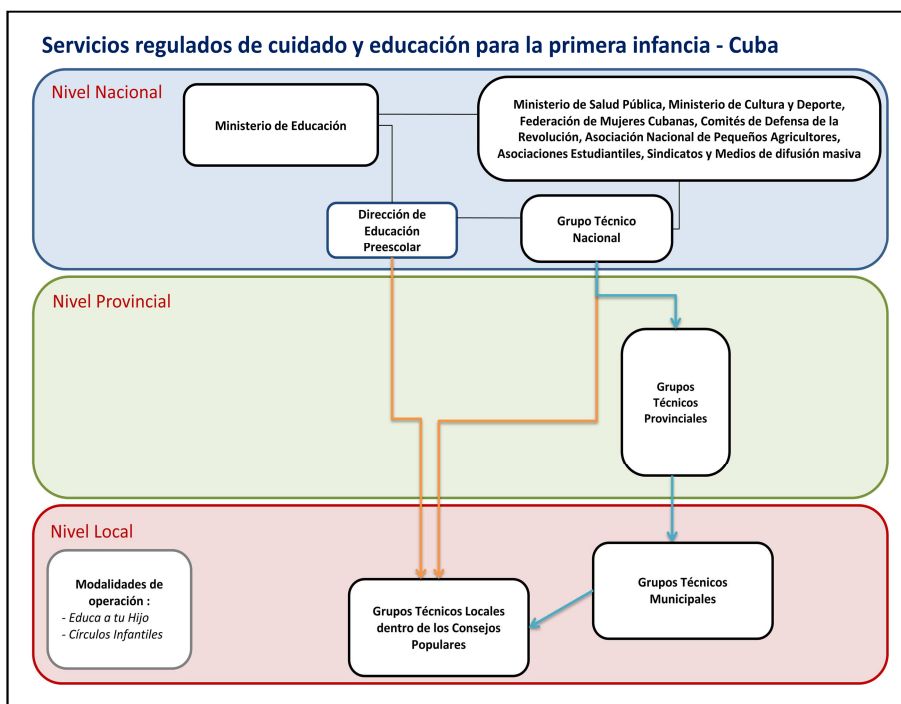 Servicios regulados de cuidado y educación para la primera infancia - Cuba
Nivel Nacional
Ministerio de Educación
Ministerio de Salud Pública, Ministerio de Cultura y Deporte,
Federación de Mujeres Cubanas, Comités de Defensa de la
Revolución, Asociación Nacional de Pequeños Agricultores,
Asociaciones Estudiantiles, Sindicatos y Medios de difusión masiva
Dirección de
Educación
Preescolar
Grupo Técnico
Nacional
Nivel Provincial
Grupos
Técnicos
Provinciales
Nivel Local
Modalidades de
operación :
- Educa a tu Hijo
- Círculos Infantiles
Grupos Técnicos Locales
dentro de los Consejos
Populares
Grupos Técnicos
Municipales